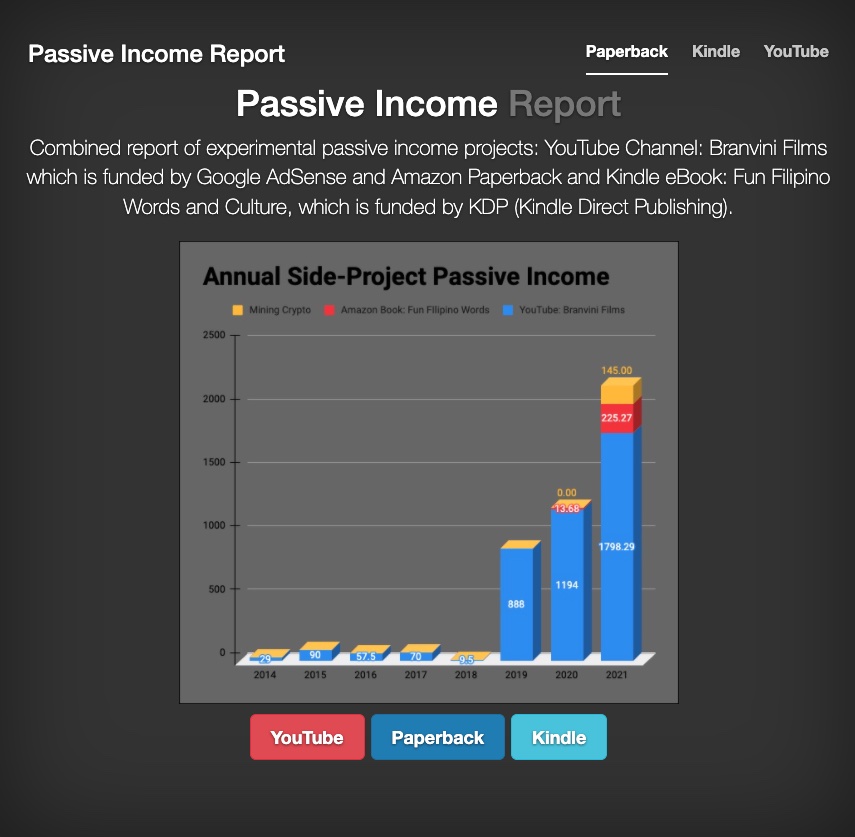 Passive Income Report
Paperback Kindle YouTube
Passive Income Report
Combined report of experimental passive income projects: YouTube Channel: Branvini Films
which is funded by Google AdSense and Amazon Paperback and Kindle eBook: Fun Filipino
Words and Culture, which is funded by KDP (Kindle Direct Publishing).
Annual Side-Project Passive Income
Mining Crypto Amazon Book: Fun FIlipino Words YouTube: Branvini Films
2500
145.00
2000
225.27
1500
0.00
13.68
1000
1798.29
1194
888
500
0
29 90 57.5 70 9.5
2014 2015 2016 2017 2018 2019 2020 2021
YouTube Paperback Kindle